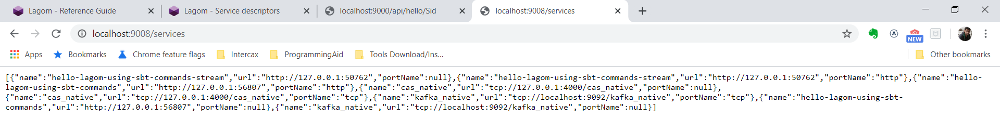 Lagom - Reference Guide
Lagom - Service descriptors
localhost:9000/api/hello/Sid
localhost:9008/services
localhost:9008/services
A
NEW
Apps
Bookmarks
Chrome feature flags
Intercax
ProgrammingAid
Tools Download/Ins...
Other bookmarks
[{"name":"hello-lagom-using-sbt-commands-stream","url":"http://127.0.0.1:50762","portName":null},{"name":"hello-lagom-using-sbt-commands-stream","url":"http://127.0.0.1:50762","portName":"http"},{"name":"hello-
lagom-using-sbt-commands","url":"http://127.0.0.1:56807","portName":"http"},{"name":"cas_native","url":"tcp://127.0.0.1:4000/cas_native","portName":null},
{"name":"cas_native","url":"tcp://127.0.0.1:4000/cas_native","portName":"tcp"},{"name":"kafka_native","url":"tcp://localhost:9092/kafka_native","portName":"tcp"},{"name":"hello-lagom-using-sbt-
commands","url":"http://127.0.0.1:56807","portName":null},{"name":"kafka_native","url":"tcp://localhost:9092/kafka_native","portName":null}]